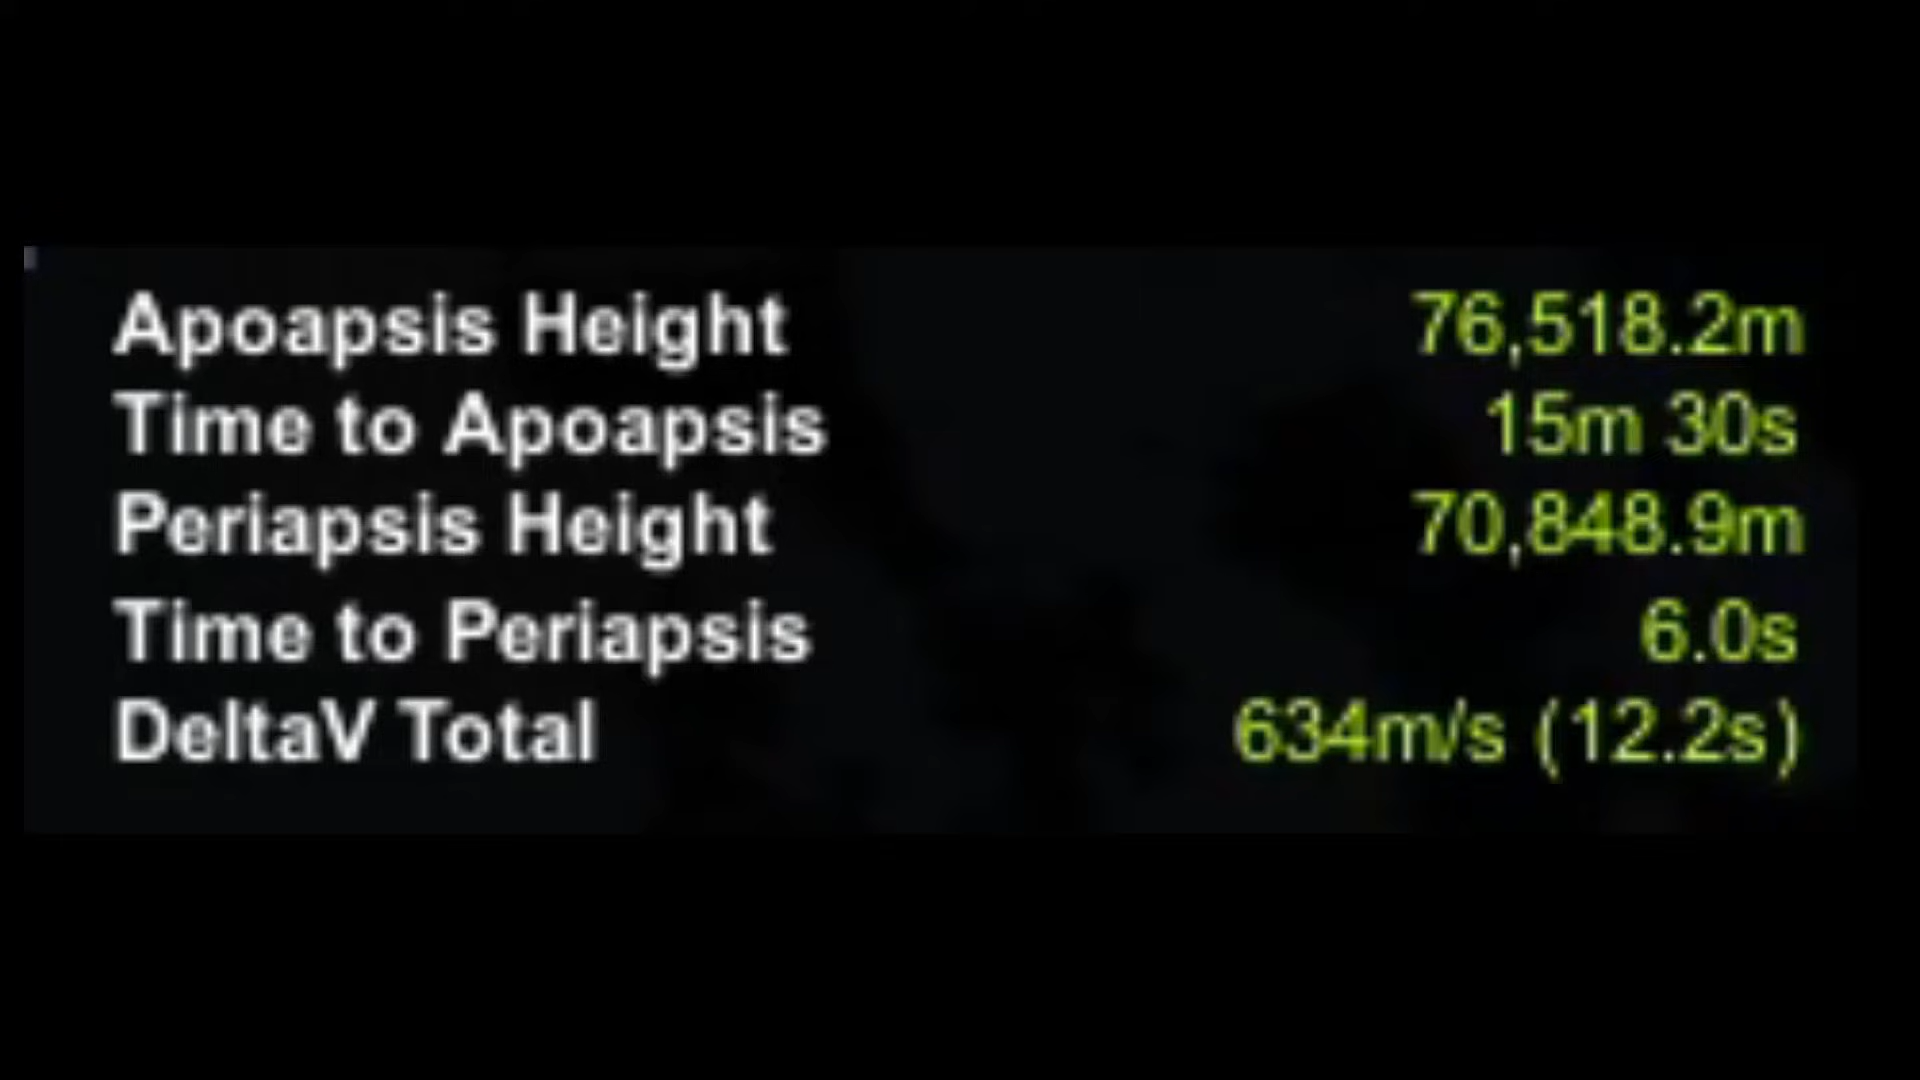 Apoapsis Height 76,518.2m
Time to Apoapsis 15m 30s
Periapsis Height 70,848.9m
Time to Periapsis 6.0s
DeltaV Total 634m/s (12.2s)